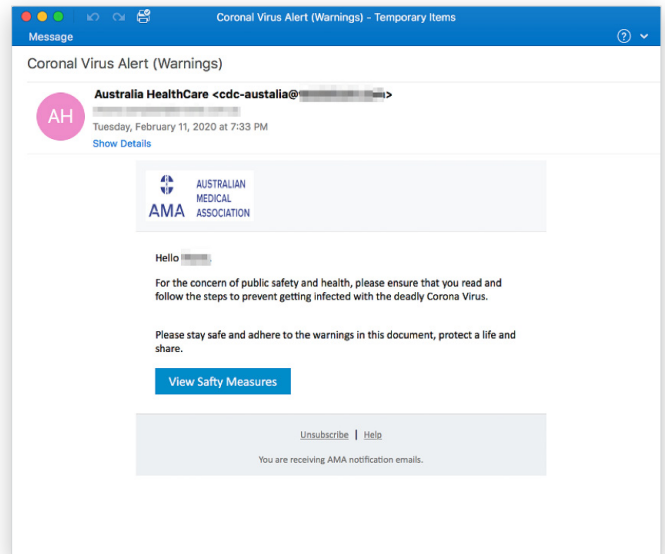 Coronal Virus Alert (Warnings) – Temporary Items
Message
Coronal Virus Alert (Warnings)
AH
Australia HealthCare <cdc-austalia@ >
Tuesday, February 11, 2020 at 7:33 PM
Show Details
AMA
AUSTRALIAN
MEDICAL
ASSOCIATION
Hello ,
For the concern of public safety and health, please ensure that you read and
follow the steps to prevent getting infected with the deadly Corona Virus.
Please stay safe and adhere to the warnings in this document, protect a life and
share.
View Safty Measures
Unsubscribe | Help
You are receiving AMA notification emails.